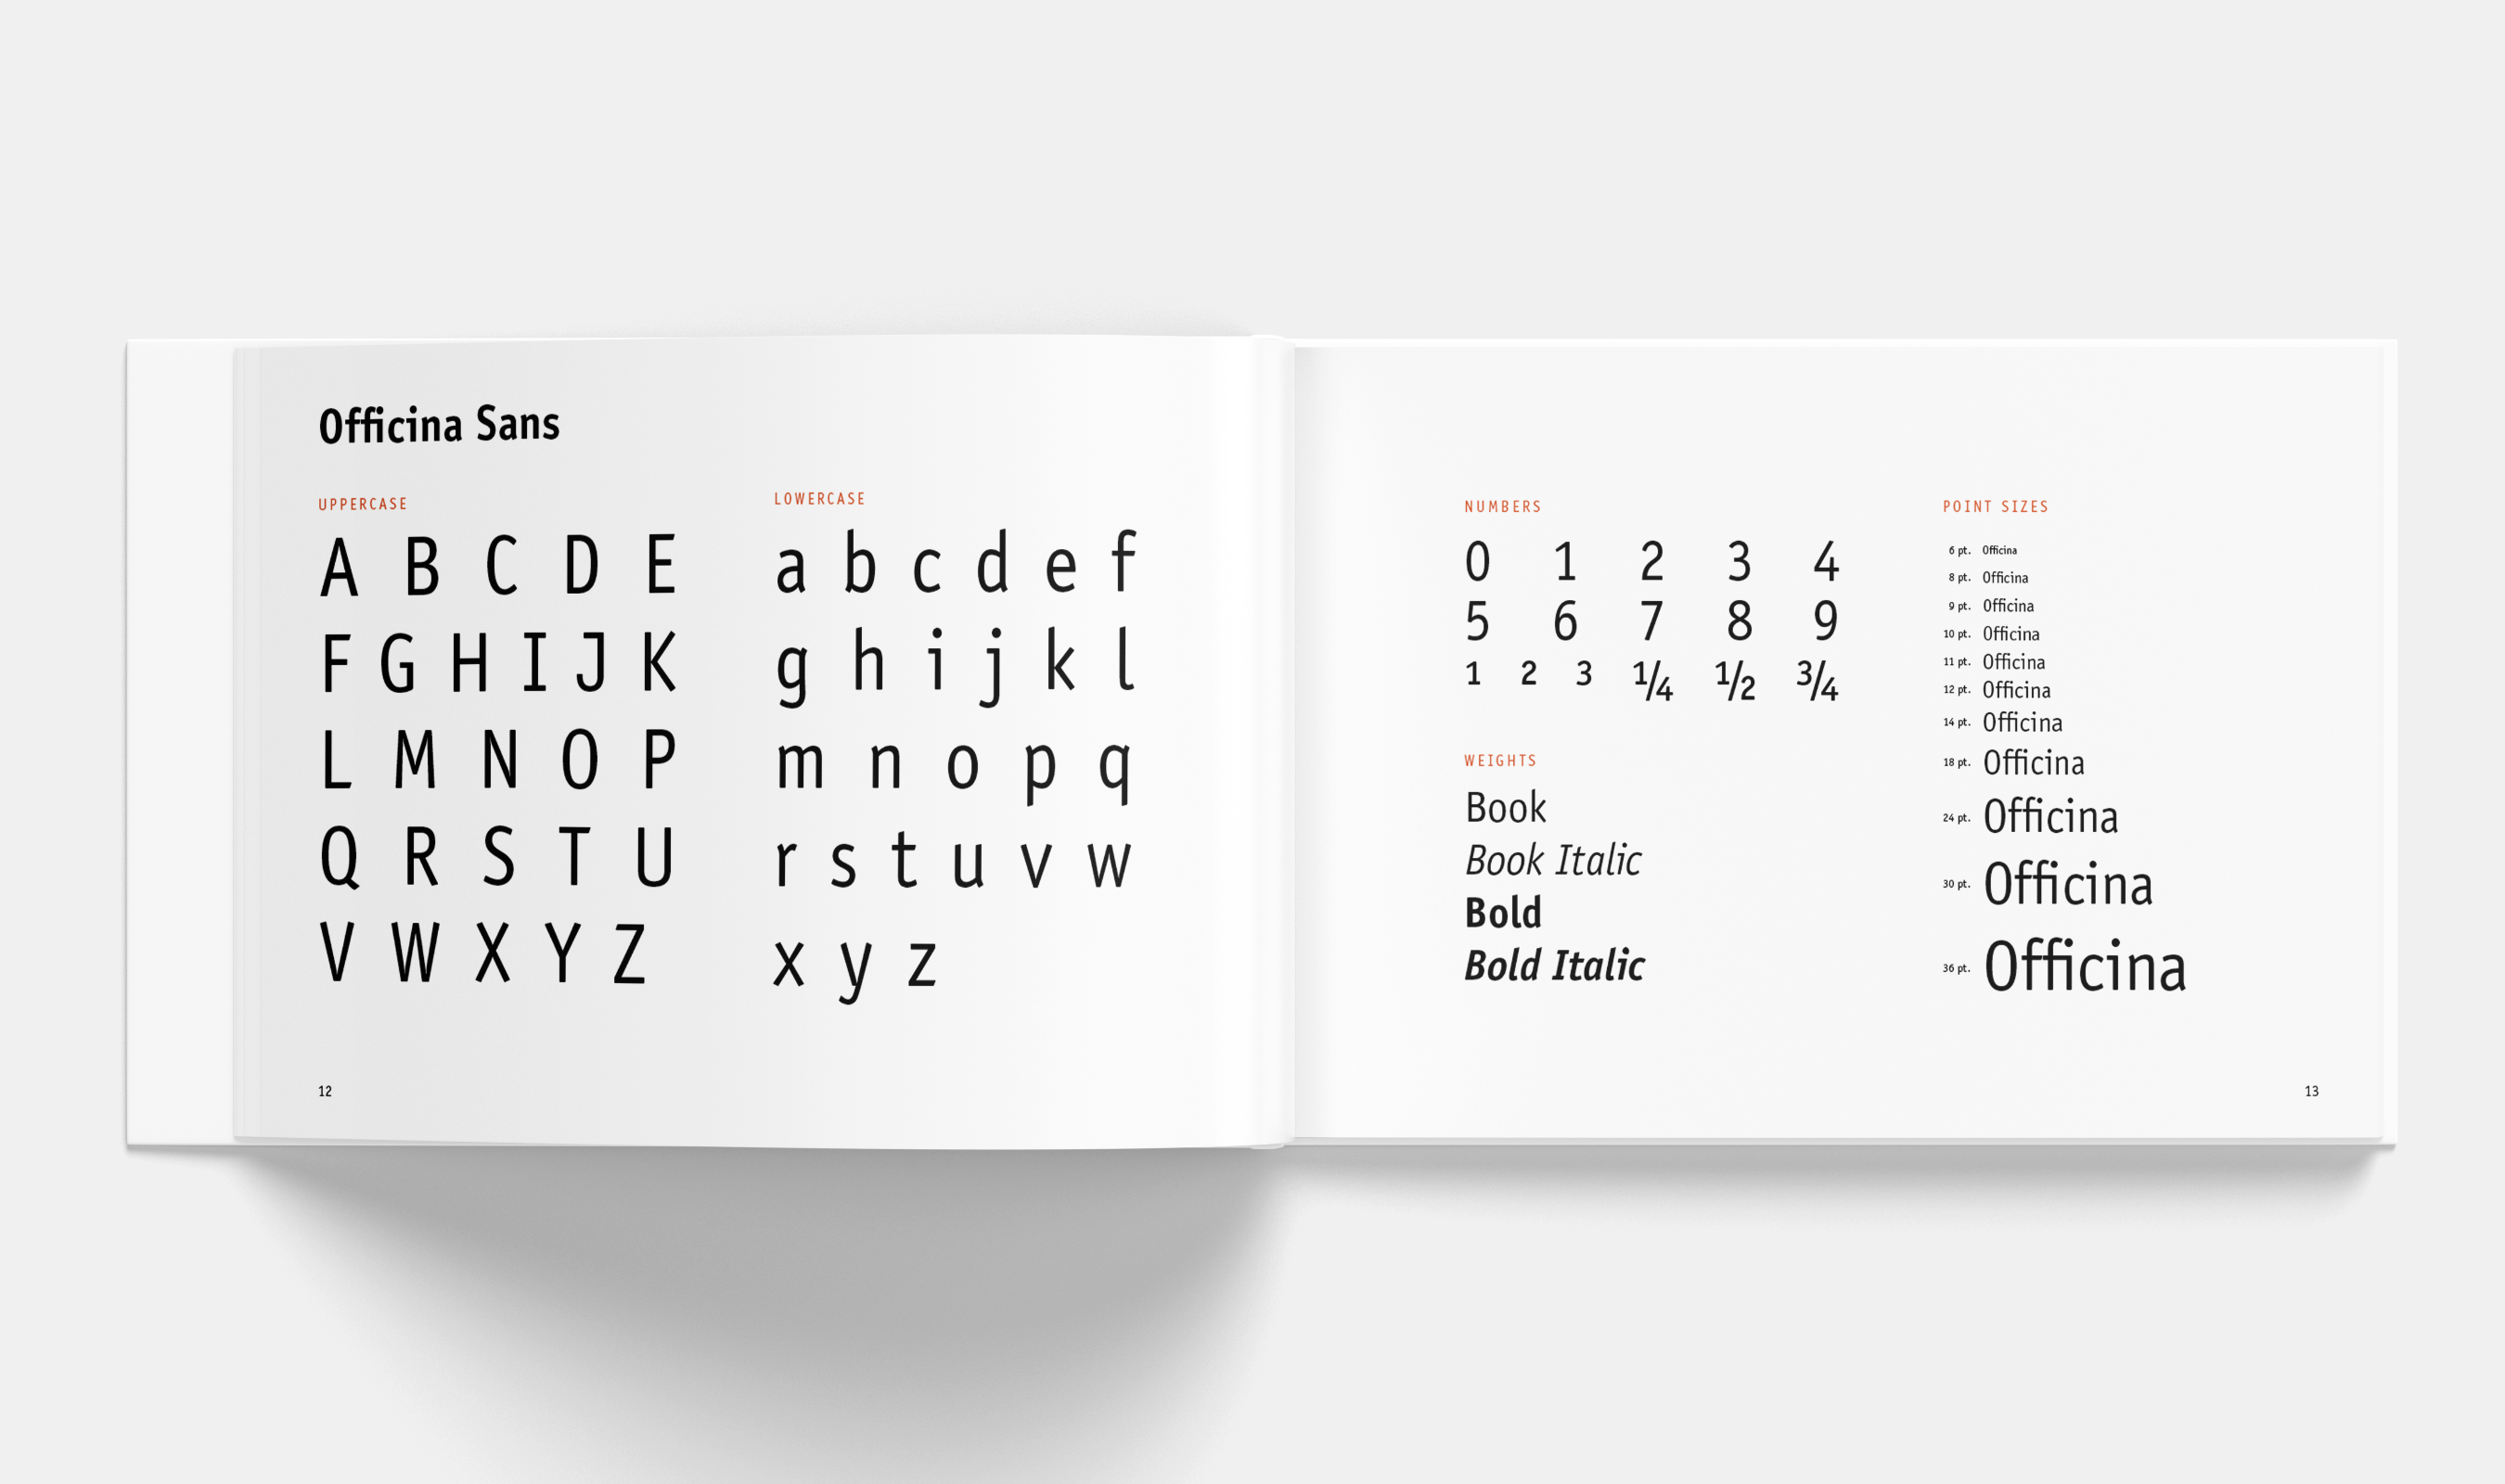 Officina Sans
UPPERCASE
A B C D E
F G H I J K
L M N O P
Q R S T U
V W X Y Z
LOWERCASE
a b c d e f
g h i j k l
m n o p q
r s t u v w
x y z
12
NUMBERS
0 1 2 3 4
5 6 7 8 9
¹ ² ³ ¼ ½ ¾
WEIGHTS
Book
Book Italic
Bold
Bold Italic
POINT SIZES
6 pt. Officina
8 pt. Officina
9 pt. Officina
10 pt. Officina
11 pt. Officina
12 pt. Officina
14 pt. Officina
18 pt. Officina
24 pt. Officina
30 pt. Officina
36 pt. Officina
13